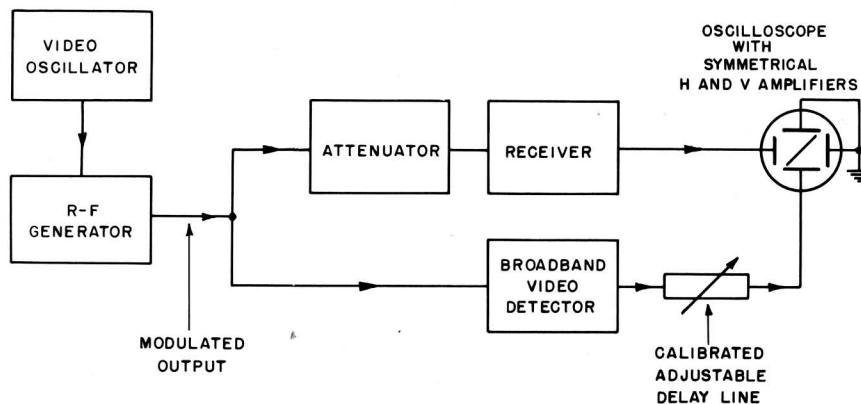 VIDEO
OSCILLATOR
OSCILLOSCOPE
WITH
SYMMETRICAL
H AND V AMPLIFIERS
ATTENUATOR
RECEIVER
R-F
GENERATOR
BROADBAND
VIDEO
DETECTOR
MODULATED
OUTPUT
CALIBRATED
ADJUSTABLE
DELAY LINE